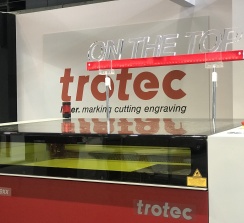 ON THE TOP
trotec
laser. marking cutting engraving
trotec